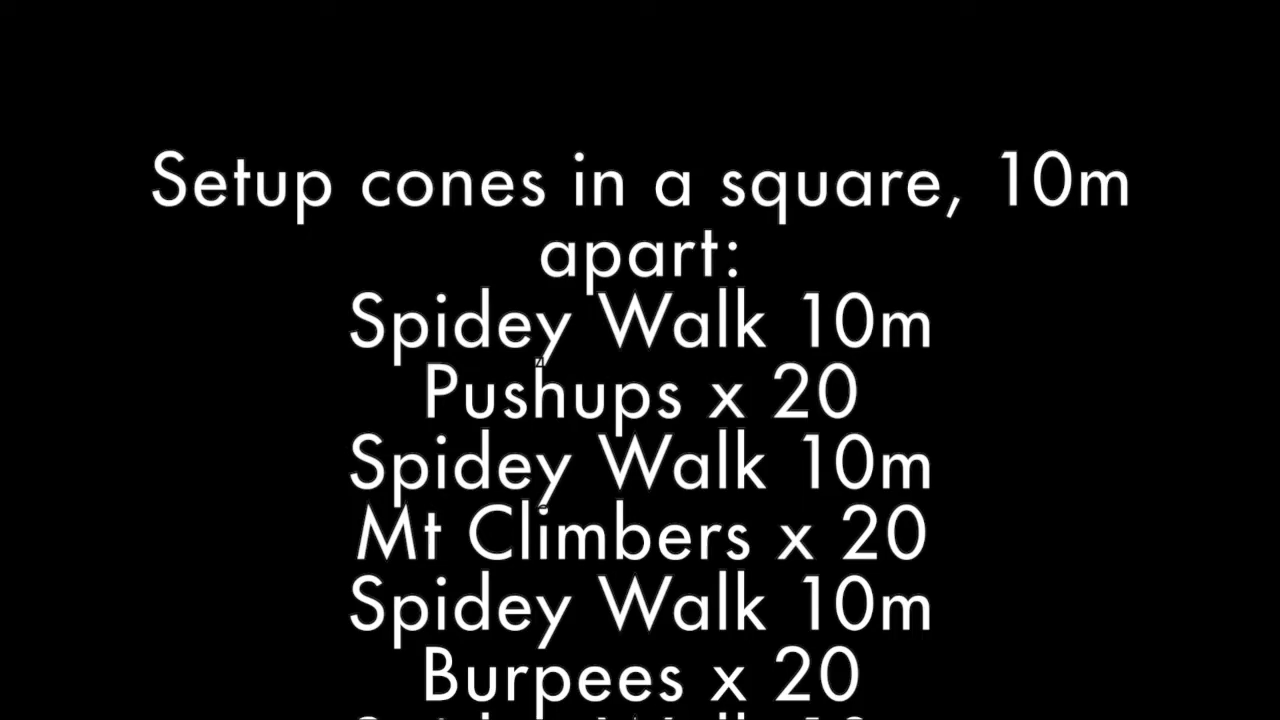 Setup cones in a square, 10m
apart:
Spidey Walk 10m
Pushups x 20
Spidey Walk 10m
Mt Climbers x 20
Spidey Walk 10m
Burpees x 20